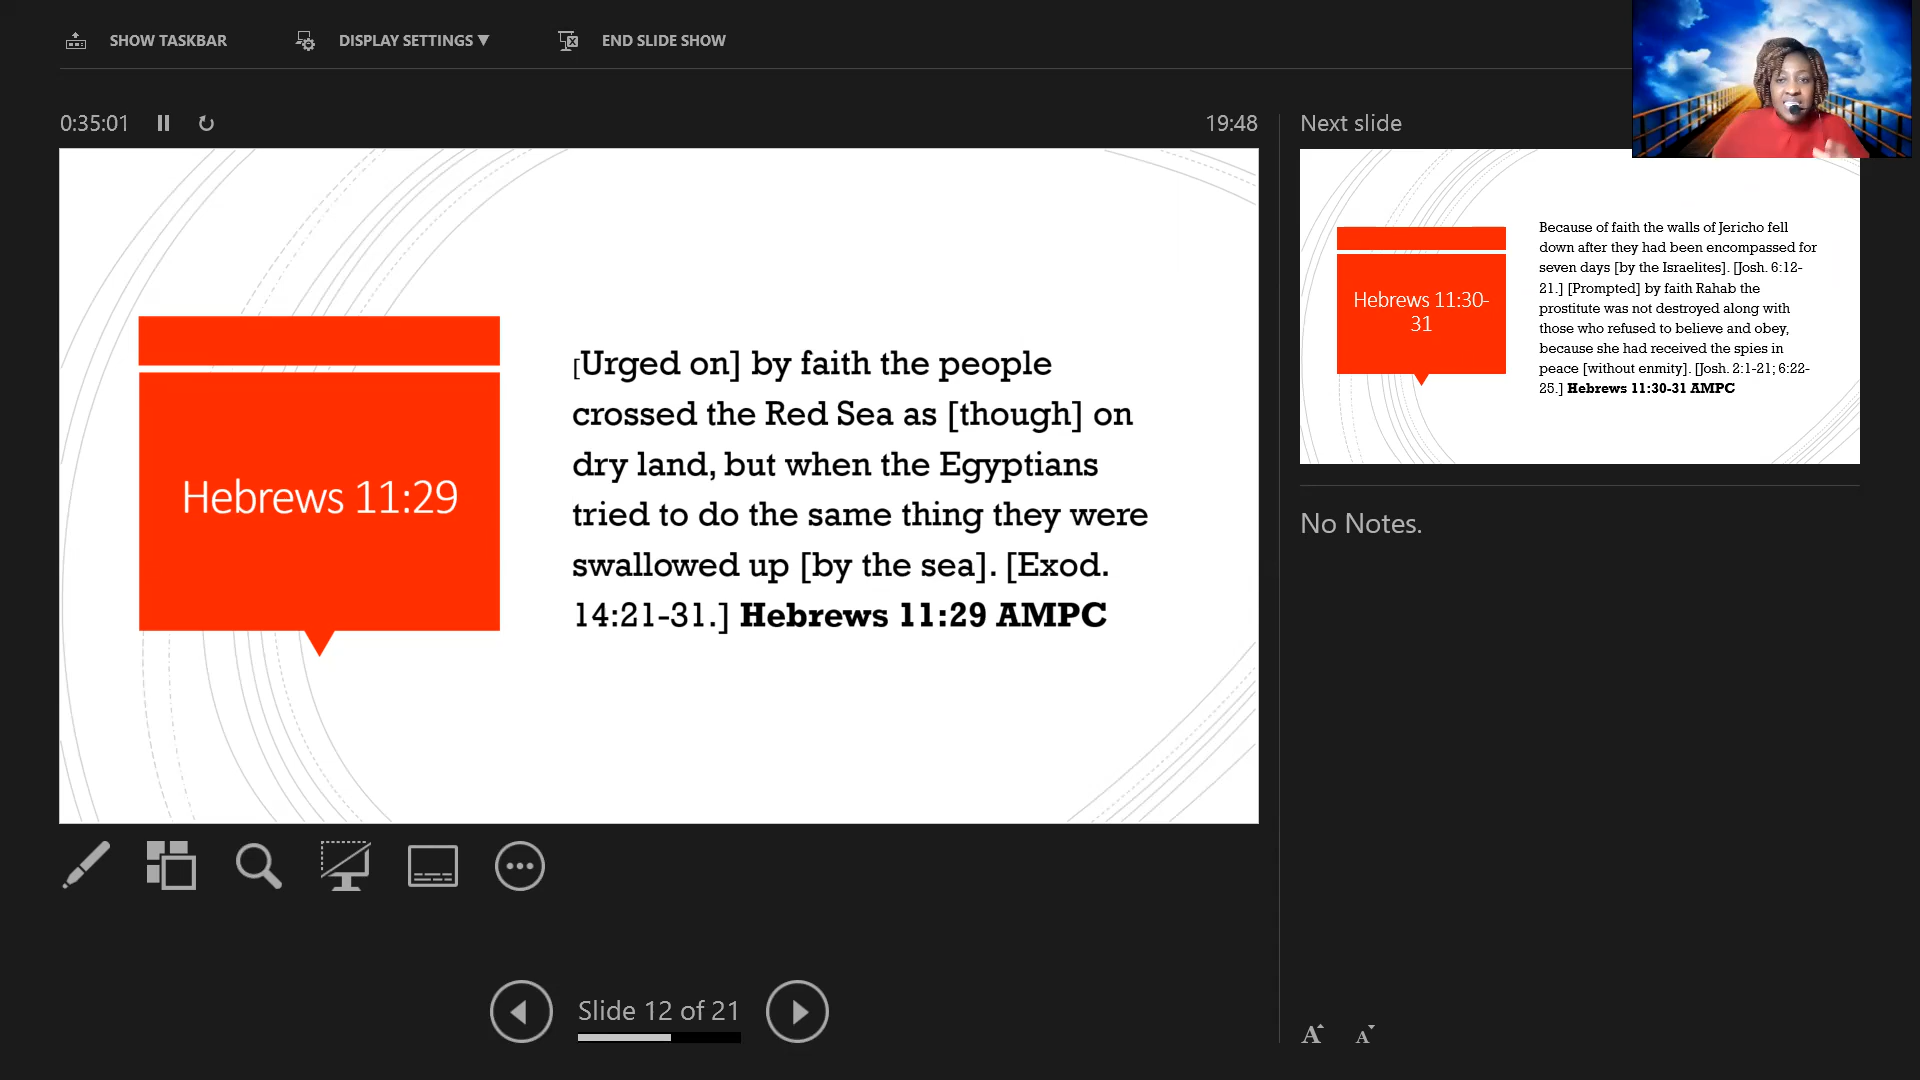 SHOW TASKBAR
DISPLAY SETTINGS ▼
END SLIDE SHOW
0:35:01
19:48
Next slide
Hebrews 11:29
[Urged on] by faith the people
crossed the Red Sea as [though] on
dry land, but when the Egyptians
tried to do the same thing they were
swallowed up [by the sea]. [Exod.
14:21-31.] Hebrews 11:29 AMPC
Hebrews 11:30-
31
Because of faith the walls of Jericho fell
down after they had been encompassed for
seven days [by the Israelites]. [Josh. 6:12-
21.] [Prompted] by faith Rahab the
prostitute was not destroyed along with
those who refused to believe and obey,
because she had received the spies in
peace [without enmity]. [Josh. 2:1-21; 6:22-
25.] Hebrews 11:30-31 AMPC
No Notes.
Slide 12 of 21
A
A